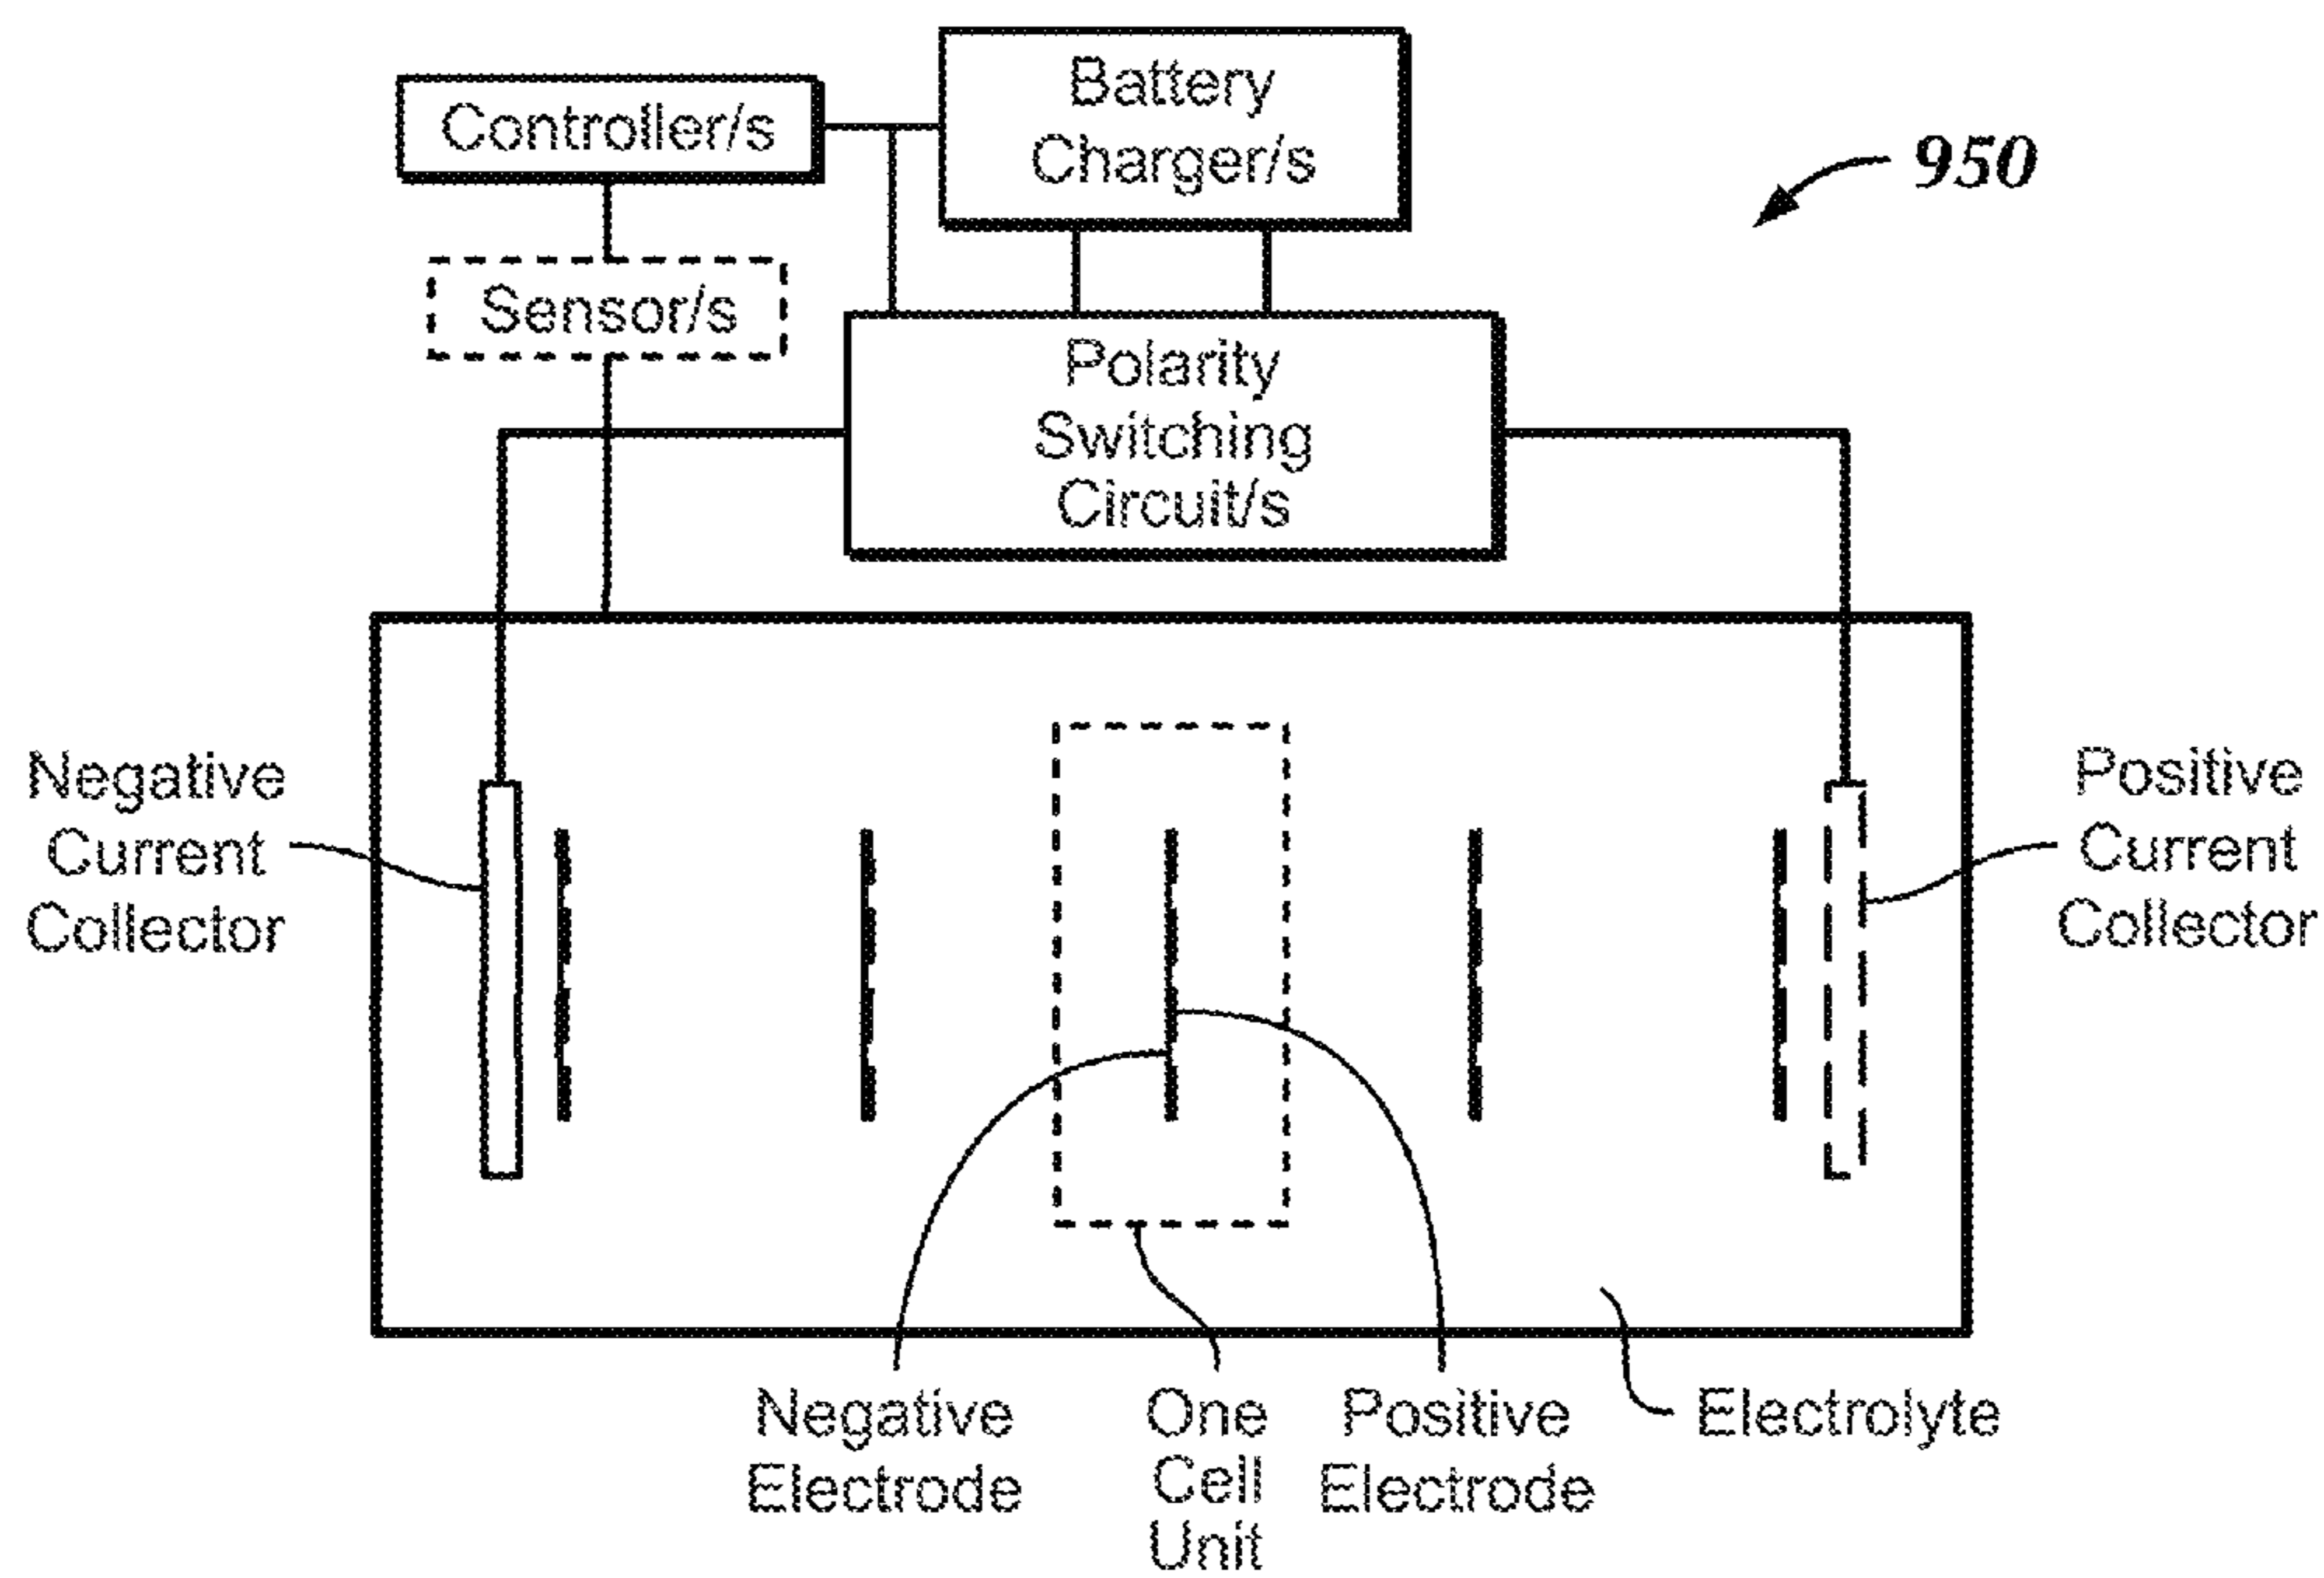 Battery
Charger/s
Controller/s
950
Sensor/s
Polarity
Switching
Circuit/s
Negative
Current
Collector
Positive
Current
Collector
Negative
Electrode
One
Cell
Unit
Positive
Electrode
Electrolyte